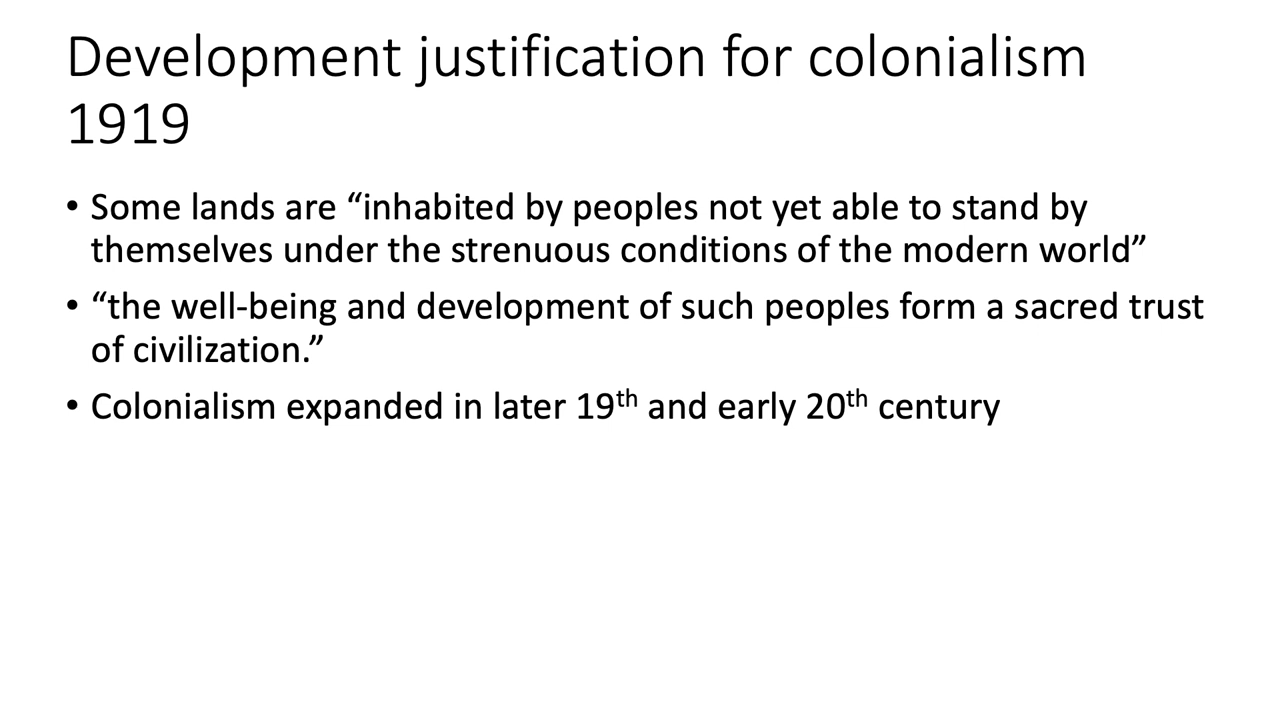 Development justification for colonialism
1919
• Some lands are “inhabited by peoples not yet able to stand by
themselves under the strenuous conditions of the modern world”
• “the well-being and development of such peoples form a sacred trust
of civilization.”
• Colonialism expanded in later 19th and early 20th century